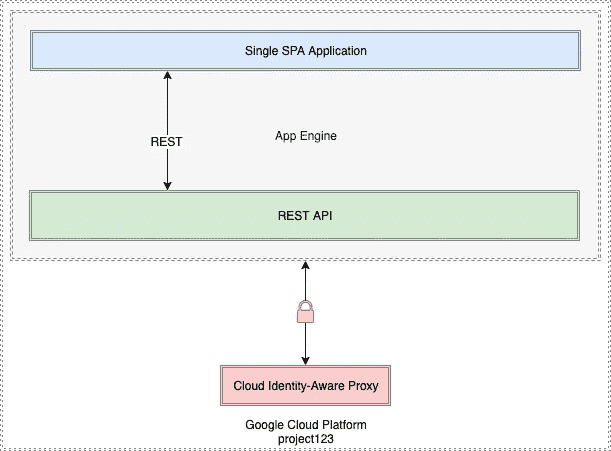 Single SPA Application
REST
App Engine
REST API
Cloud Identity-Aware Proxy
Google Cloud Platform
project123